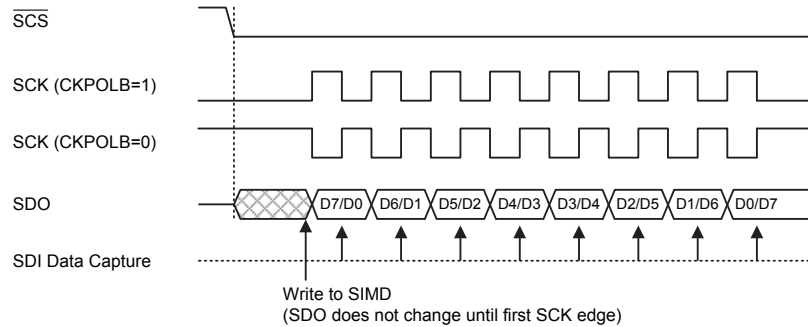 SCS
SCK (CKPOLB=1)
SCK (CKPOLB=0)
SDO
D7/D0 D6/D1 D5/D2 D4/D3 D3/D4 D2/D5 D1/D6 D0/D7
SDI Data Capture
Write to SIMD
(SDO does not change until first SCK edge)